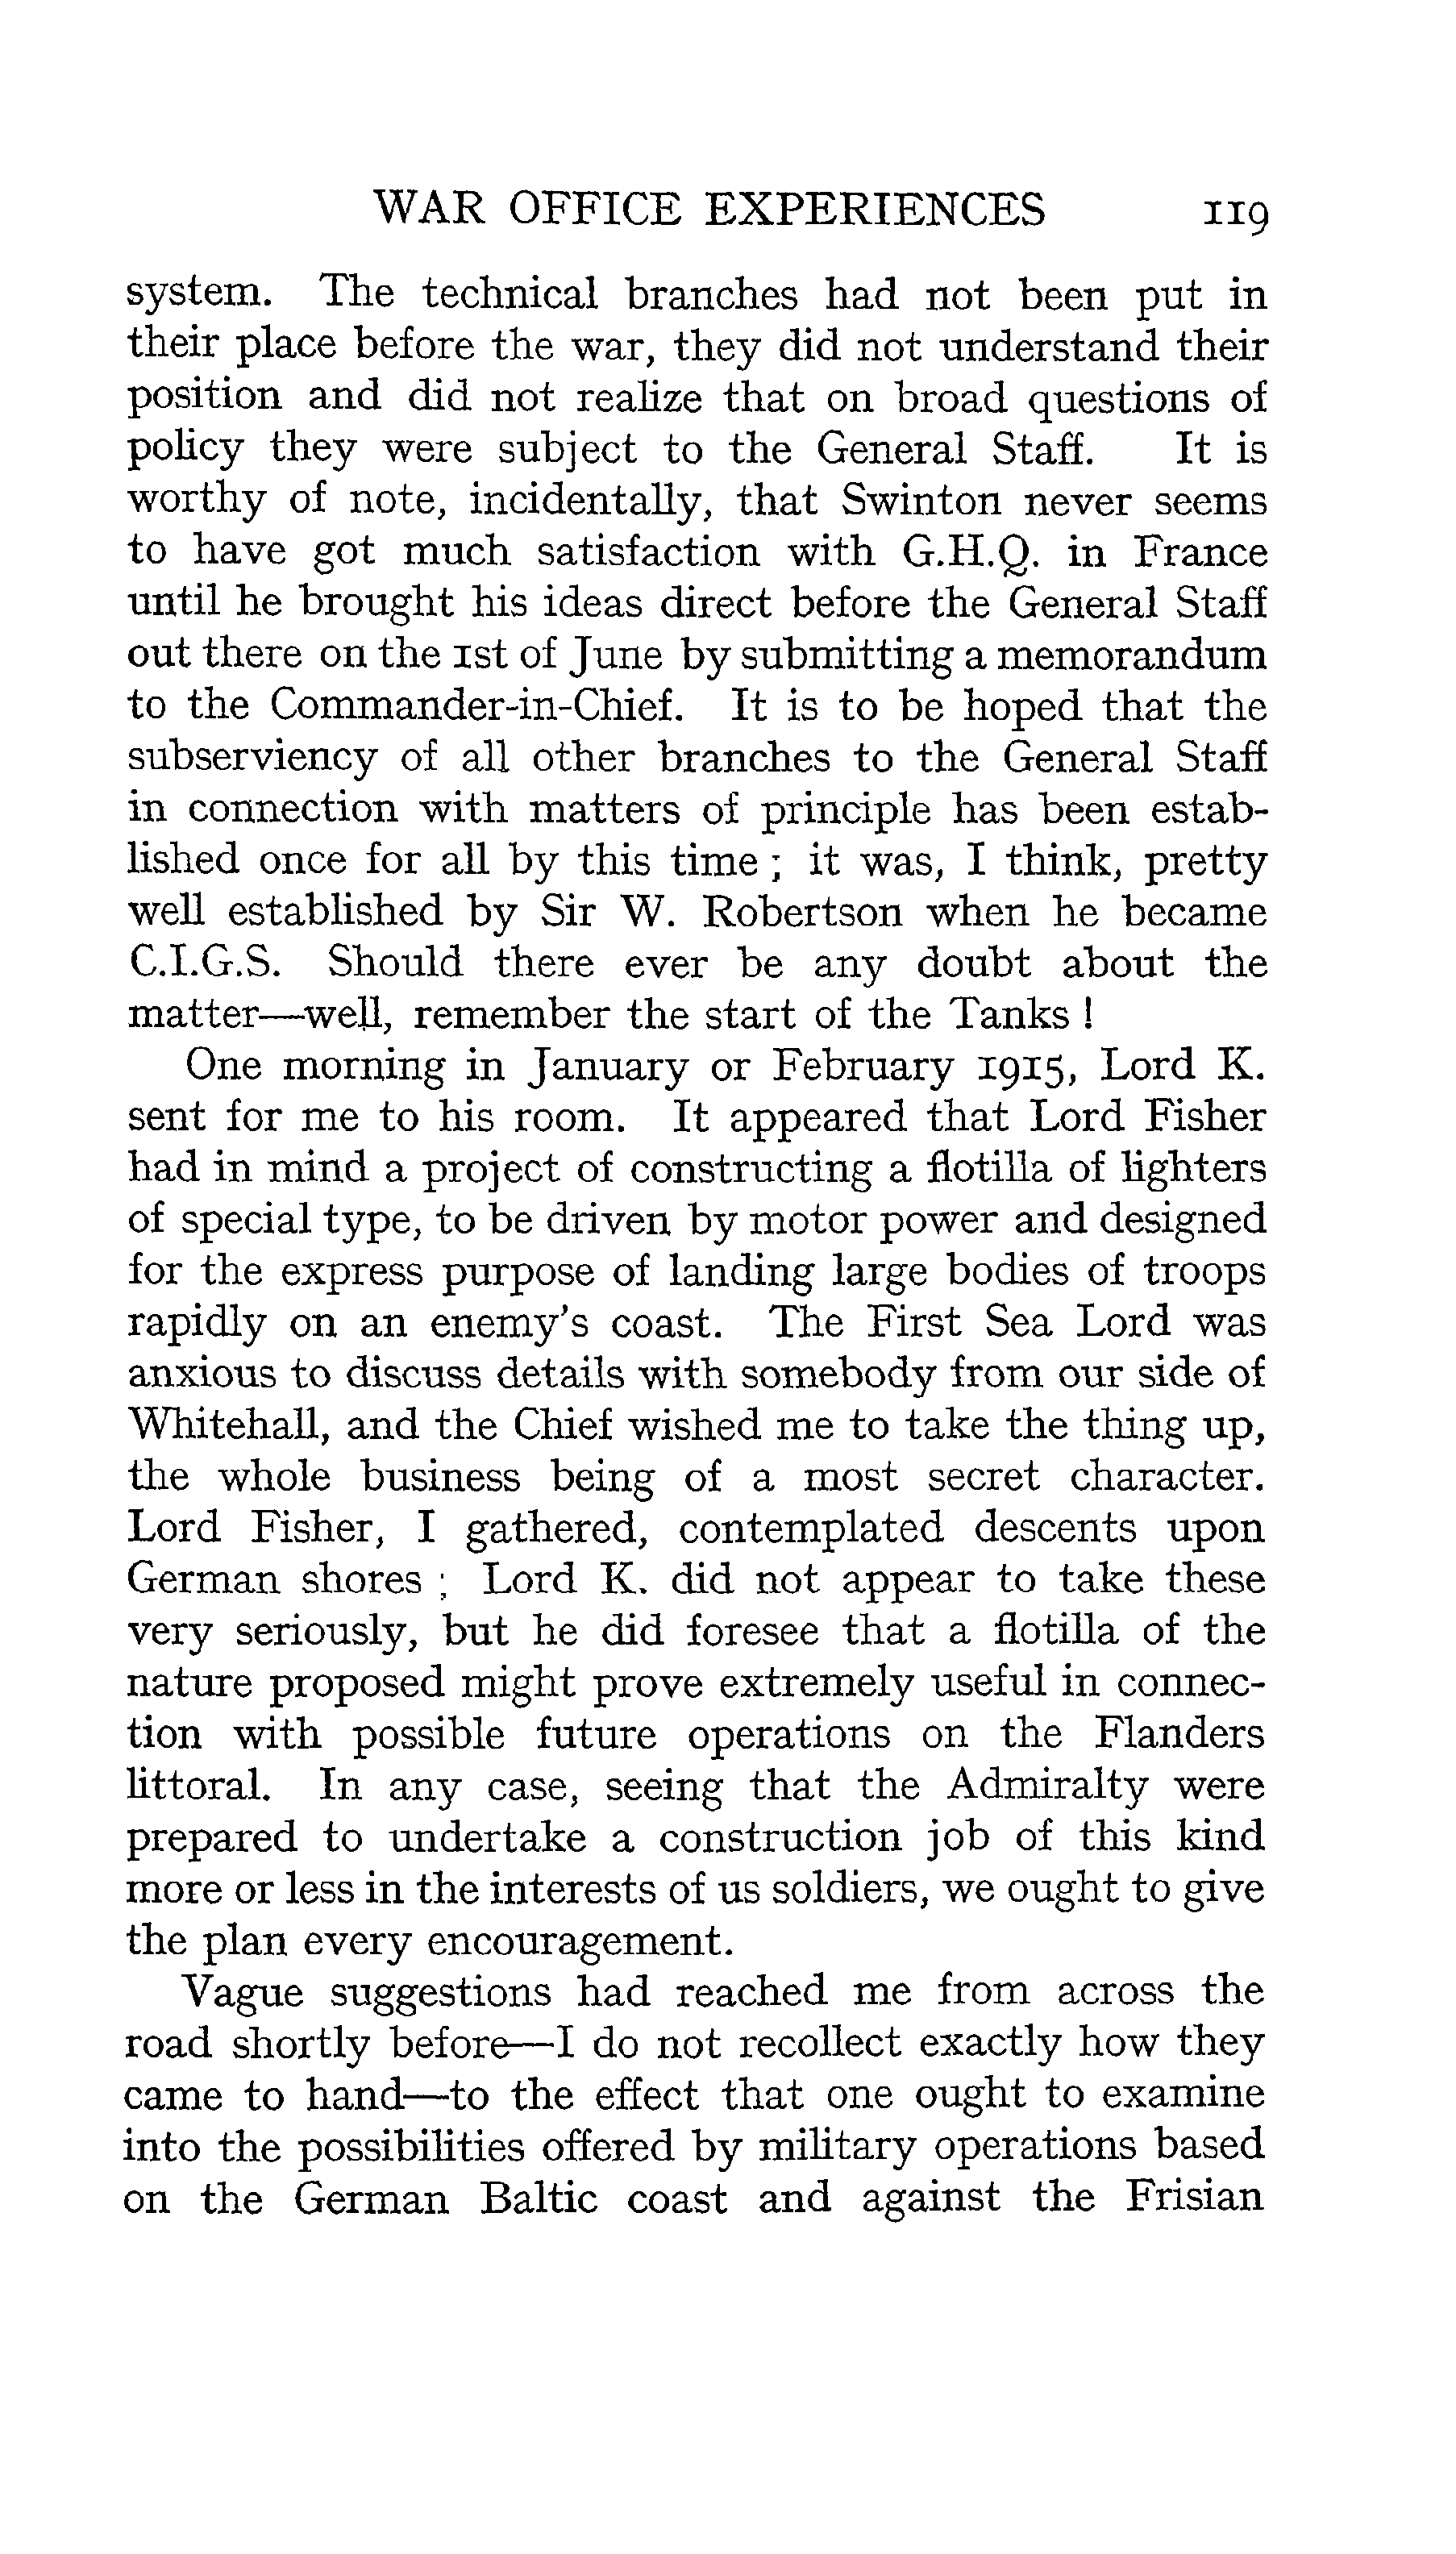 WAR OFFICE EXPERIENCES 119
system. The technical branches had not been put in
their place before the war, they did not understand their
position and did not realize that on broad questions of
policy they were subject to the General Staff. It is
worthy of note, incidentally, that Swinton never seems
to have got much satisfaction with G.H.Q. in France
until he brought his ideas direct before the General Staff
out there on the 1st of June by submitting a memorandum
to the Commander-in-Chief. It is to be hoped that the
subserviency of all other branches to the General Staff
in connection with matters of principle has been estab-
lished once for all by this time ; it was, I think, pretty
well established by Sir W. Robertson when he became
C.I.G.S. Should there ever be any doubt about the
matter—well, remember the start of the Tanks !
One morning in January or February 1915, Lord K.
sent for me to his room. It appeared that Lord Fisher
had in mind a project of constructing a flotilla of lighters
of special type, to be driven by motor power and designed
for the express purpose of landing large bodies of troops
rapidly on an enemy's coast. The First Sea Lord was
anxious to discuss details with somebody from our side of
Whitehall, and the Chief wished me to take the thing up,
the whole business being of a most secret character.
Lord Fisher, I gathered, contemplated descents upon
German shores ; Lord K. did not appear to take these
very seriously, but he did foresee that a flotilla of the
nature proposed might prove extremely useful in connec-
tion with possible future operations on the Flanders
littoral. In any case, seeing that the Admiralty were
prepared to undertake a construction job of this kind
more or less in the interests of us soldiers, we ought to give
the plan every encouragement.
Vague suggestions had reached me from across the
road shortly before—I do not recollect exactly how they
came to hand—to the effect that one ought to examine
into the possibilities offered by military operations based
on the German Baltic coast and against the Frisian